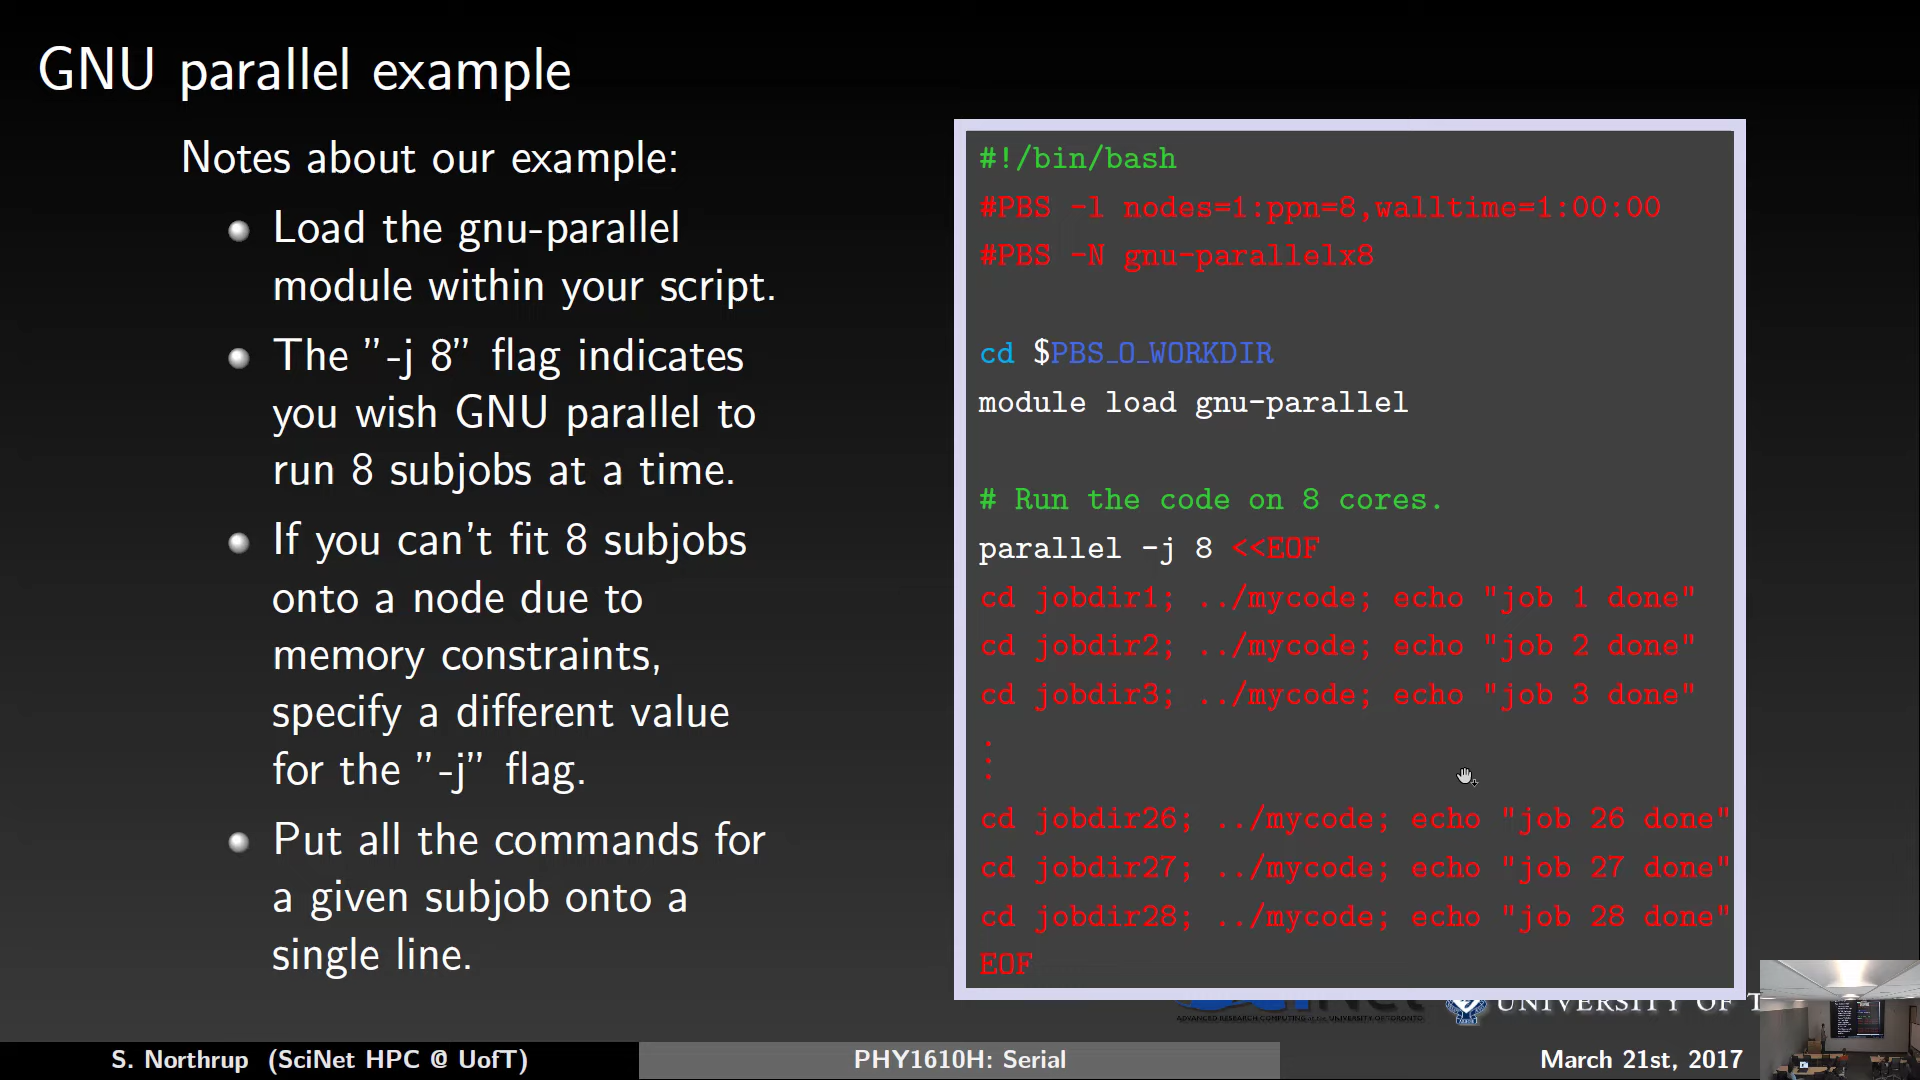 GNU parallel example
Notes about our example:
Load the gnu-parallel
module within your script.
The "-j 8" flag indicates
you wish GNU parallel to
run 8 subjobs at a time.
If you can't fit 8 subjobs
onto a node due to
memory constraints,
specify a different value
for the "-j" flag.
Put all the commands for
a given subjob onto a
single line.
#!/bin/bash
#PBS -l nodes=1:ppn=8,walltime=1:00:00
#PBS -N gnu-parallelx8
cd $PBS_O_WORKDIR
module load gnu-parallel
# Run the code on 8 cores.
parallel -j 8 <<EOF
cd jobdir1; ../mycode; echo "job 1 done"
cd jobdir2; ../mycode; echo "job 2 done"
cd jobdir3; ../mycode; echo "job 3 done"
⋮
cd jobdir26; ../mycode; echo "job 26 done"
cd jobdir27; ../mycode; echo "job 27 done"
cd jobdir28; ../mycode; echo "job 28 done"
EOF
UNIVERSITY OF T
S. Northrup (SciNet HPC @ UofT)
PHY1610H: Serial
March 21st, 2017